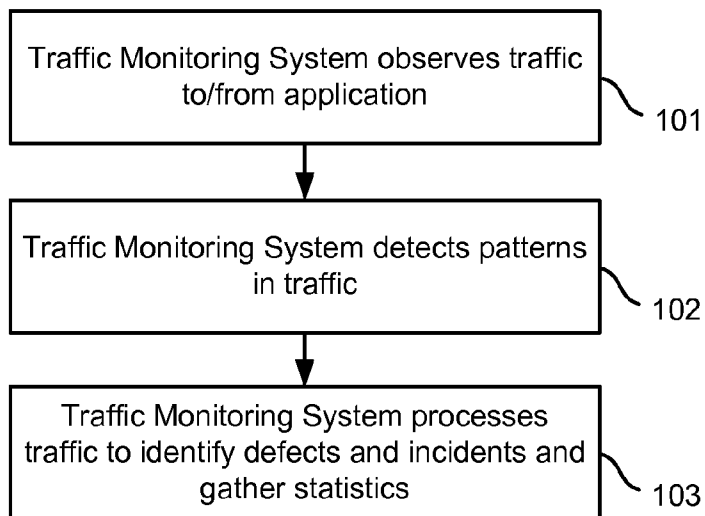 Traffic Monitoring System observes traffic
to/from application
101
Traffic Monitoring System detects patterns
in traffic
102
Traffic Monitoring System processes
traffic to identify defects and incidents and
gather statistics
103